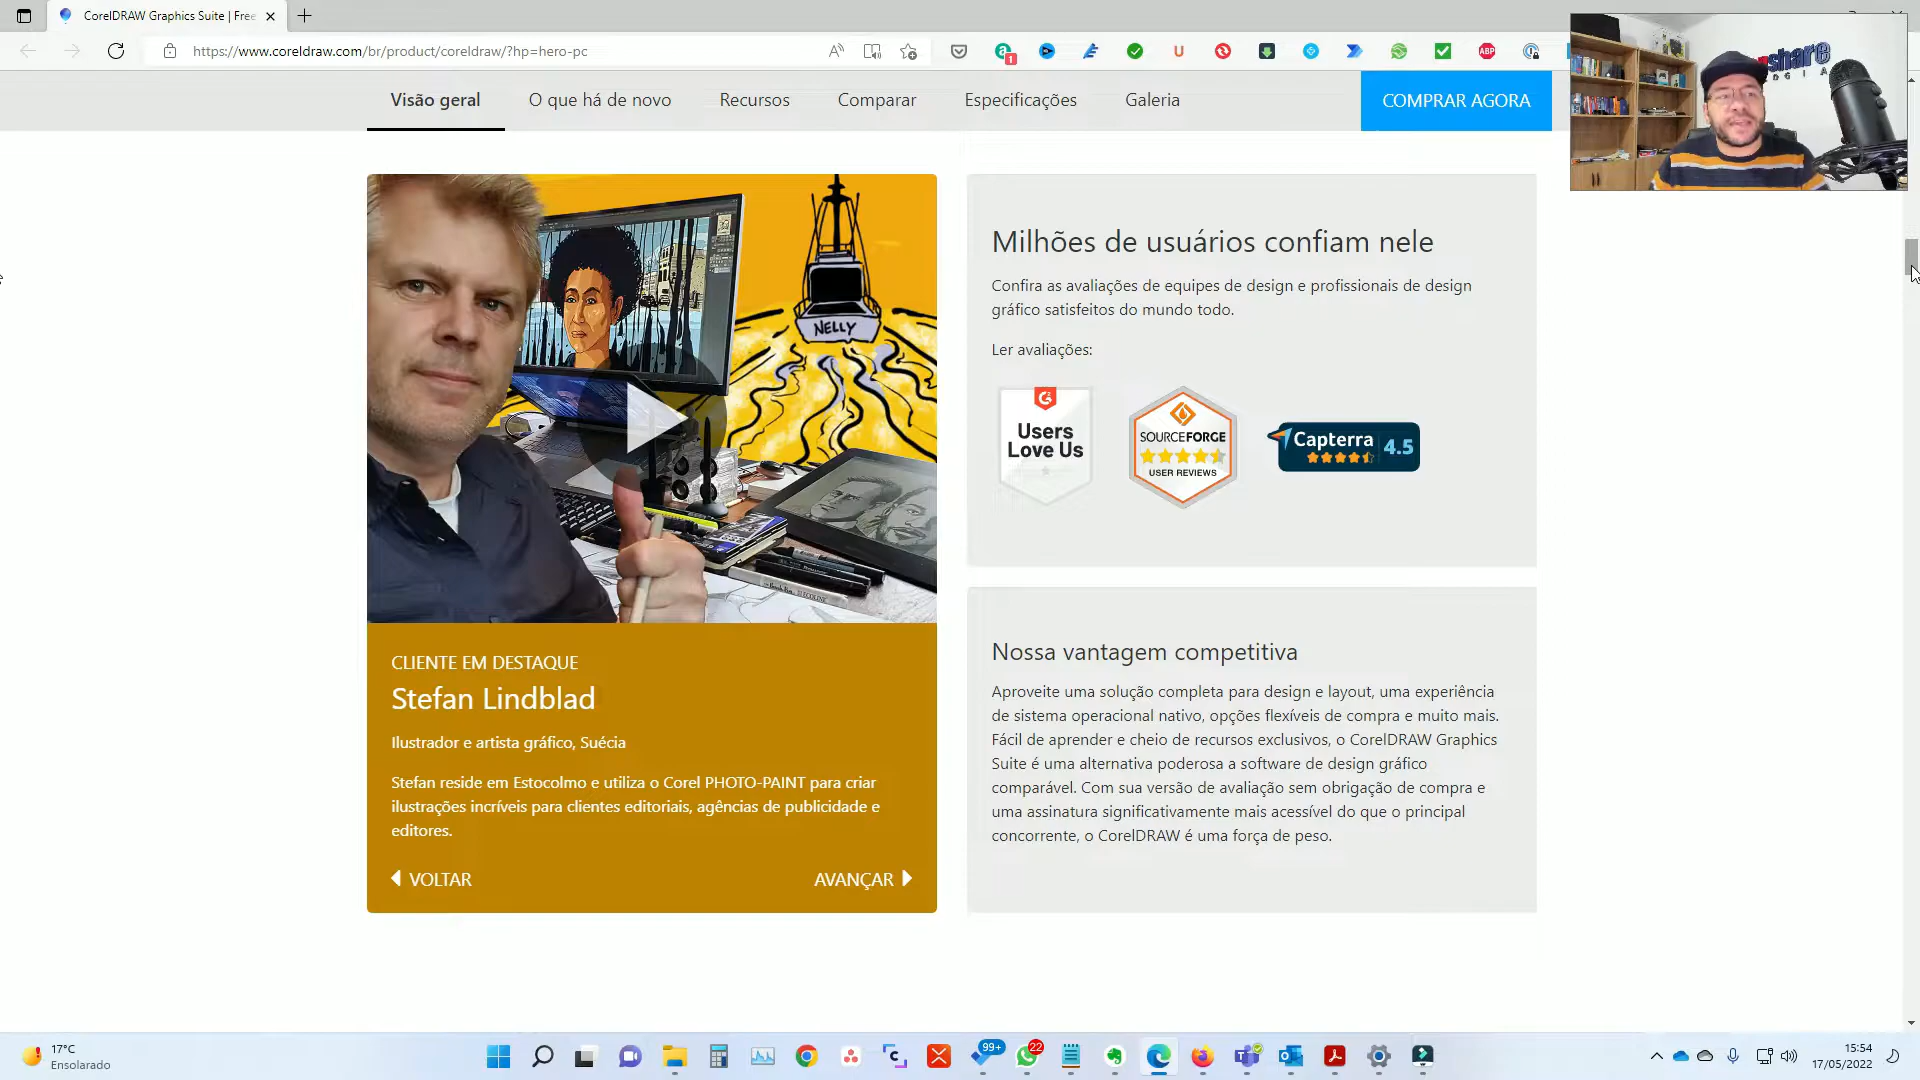 CorelDRAW Graphics Suite | Free
https://www.coreldraw.com/br/product/coreldraw/?hp=hero-pc
1
ABP
Visão geral
O que há de novo
Recursos
Comparar
Especificações
Galeria
COMPRAR AGORA
share
NELLY
CLIENTE EM DESTAQUE
Stefan Lindblad
Ilustrador e artista gráfico, Suécia
Stefan reside em Estocolmo e utiliza o Corel PHOTO-PAINT para criar
ilustrações incríveis para clientes editoriais, agências de publicidade e
editores.
VOLTAR
AVANÇAR
Milhões de usuários confiam nele
Confira as avaliações de equipes de design e profissionais de design
gráfico satisfeitos do mundo todo.
Ler avaliações:
Users
Love Us
SOURCEFORGE
USER REVIEWS
Capterra
4.5
Nossa vantagem competitiva
Aproveite uma solução completa para design e layout, uma experiência
de sistema operacional nativo, opções flexíveis de compra e muito mais.
Fácil de aprender e cheio de recursos exclusivos, o CorelDRAW Graphics
Suite é uma alternativa poderosa a software de design gráfico
comparável. Com sua versão de avaliação sem obrigação de compra e
uma assinatura significativamente mais acessível do que o principal
concorrente, o CorelDRAW é uma força de peso.
17°C
Ensolarado
99+
22
15:54
17/05/2022